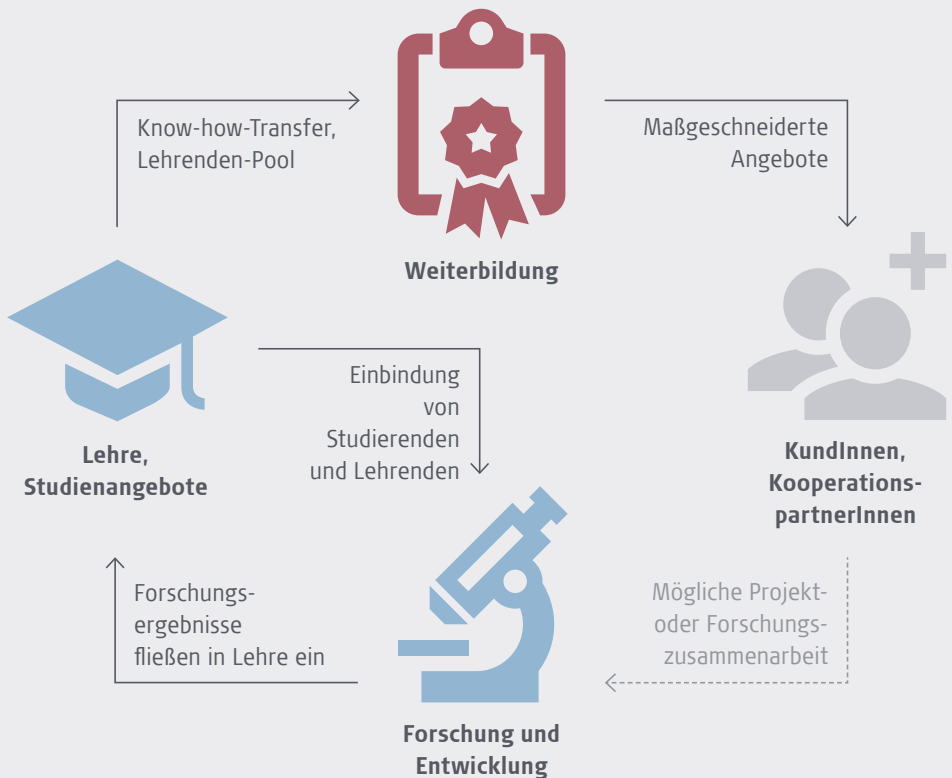 Know-how-Transfer,
Lehrenden-Pool
Maßgeschneiderte
Angebote
Weiterbildung
Einbindung
von
Studierenden
und Lehrenden
Lehre,
Studienangebote
KundInnen,
Kooperations-
partnerInnen
Forschungs-
ergebnisse
fließen in Lehre ein
Mögliche Projekt-
oder Forschungs-
zusammenarbeit
Forschung und
Entwicklung